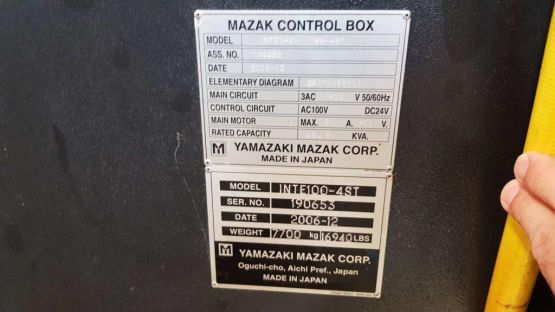 MAZAK CONTROL BOX
MODEL
ASS. NO.
DATE
ELEMENTARY DIAGRAM
MAIN CIRCUIT 3AC V 50/60Hz
CONTROL CIRCUIT AC100V DC24V
MAIN MOTOR MAX. A. V.
RATED CAPACITY KVA.
M YAMAZAKI MAZAK CORP.
MADE IN JAPAN
MODEL INTE100-4ST
SER. NO. 190653
DATE 2006-12
WEIGHT 7700 kg 16940 LBS
M YAMAZAKI MAZAK CORP.
Oguchi-cho, Aichi Pref., Japan
MADE IN JAPAN